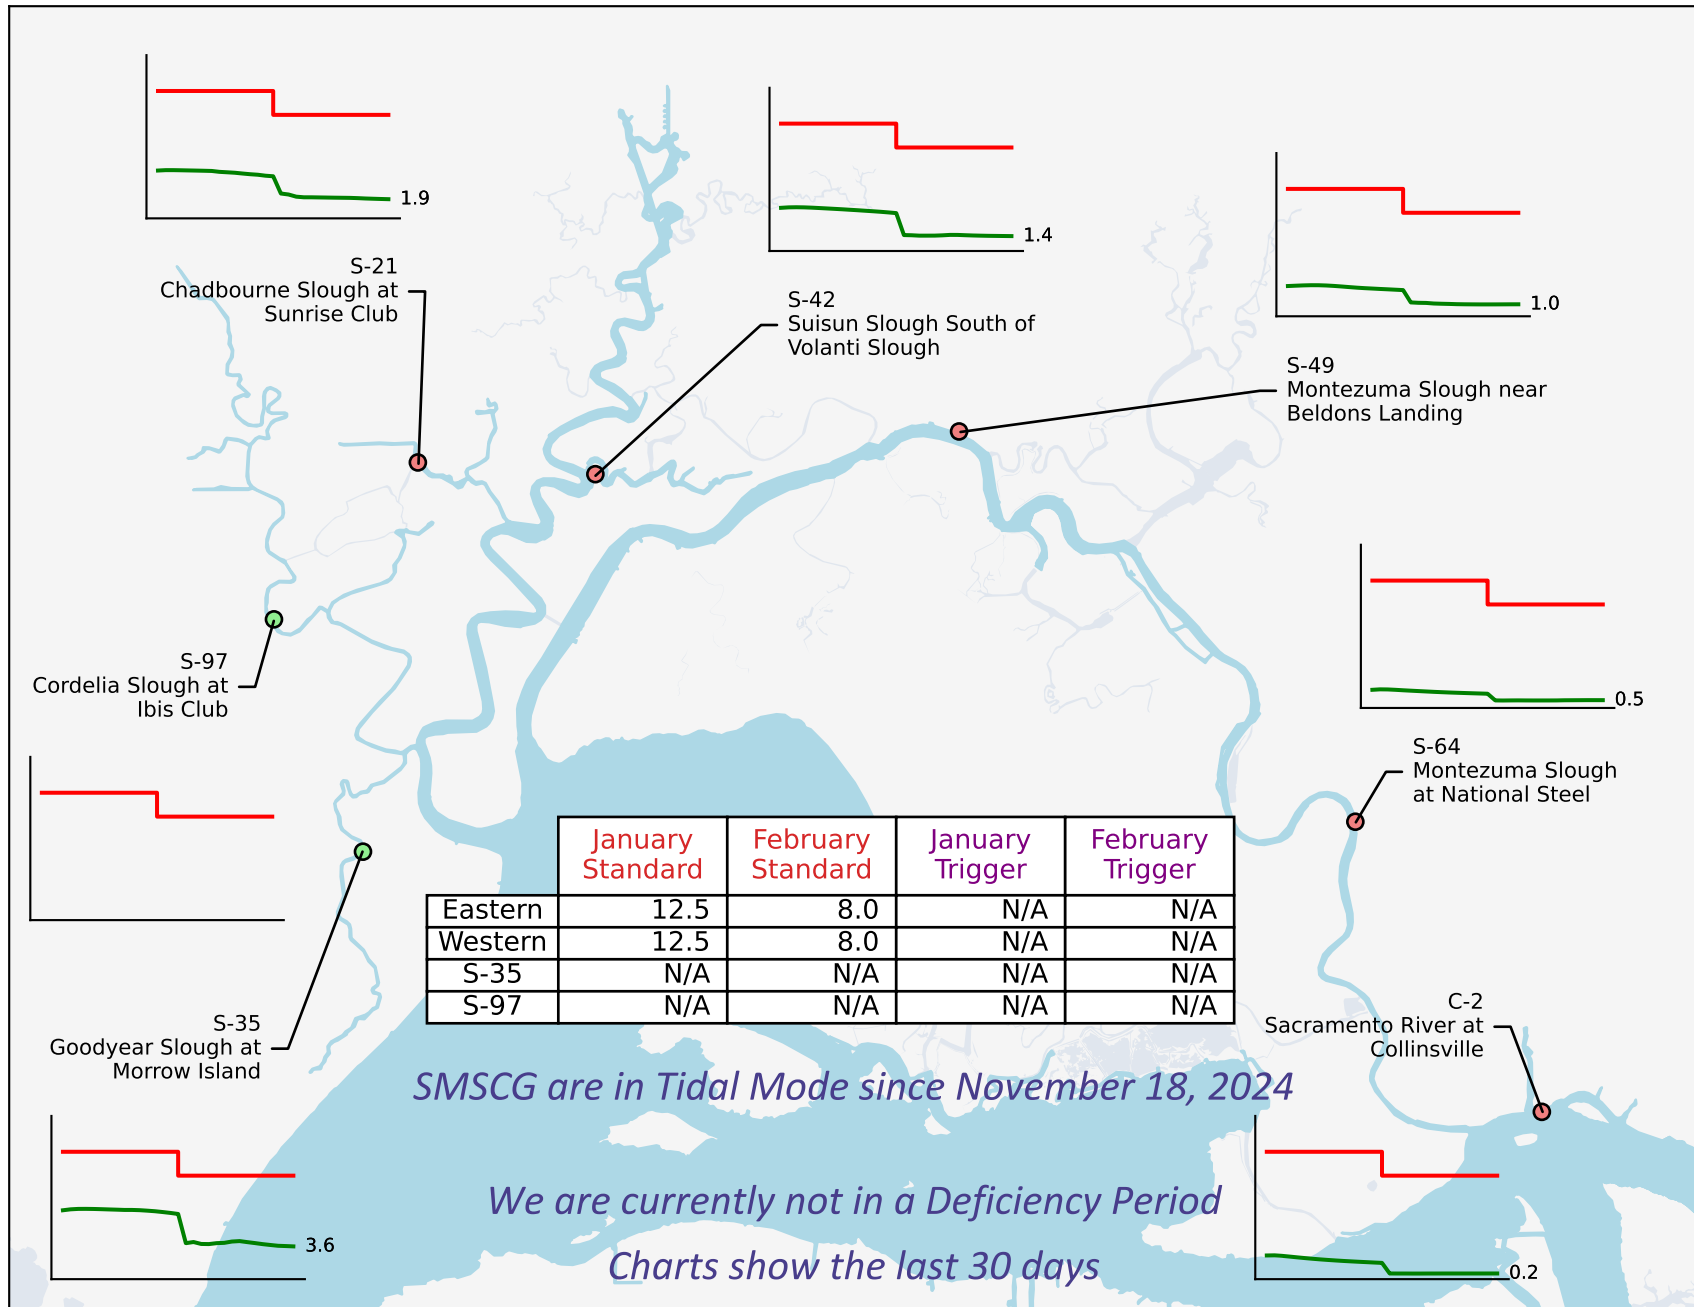 1.9
S-21
Chadbourne Slough at
Sunrise Club
1.4
S-42
Suisun Slough South of
Volanti Slough
1.0
S-49
Montezuma Slough near
Beldons Landing
S-97
Cordelia Slough at
Ibis Club
0.5
S-64
Montezuma Slough
at National Steel
January Standard February Standard January Trigger February Trigger
Eastern 12.5 8.0 N/A N/A
Western 12.5 8.0 N/A N/A
S-35 N/A N/A N/A N/A
S-97 N/A N/A N/A N/A
S-35
Goodyear Slough at
Morrow Island
C-2
Sacramento River at
Collinsville
SMSCG are in Tidal Mode since November 18, 2024
We are currently not in a Deficiency Period
Charts show the last 30 days
3.6
0.2